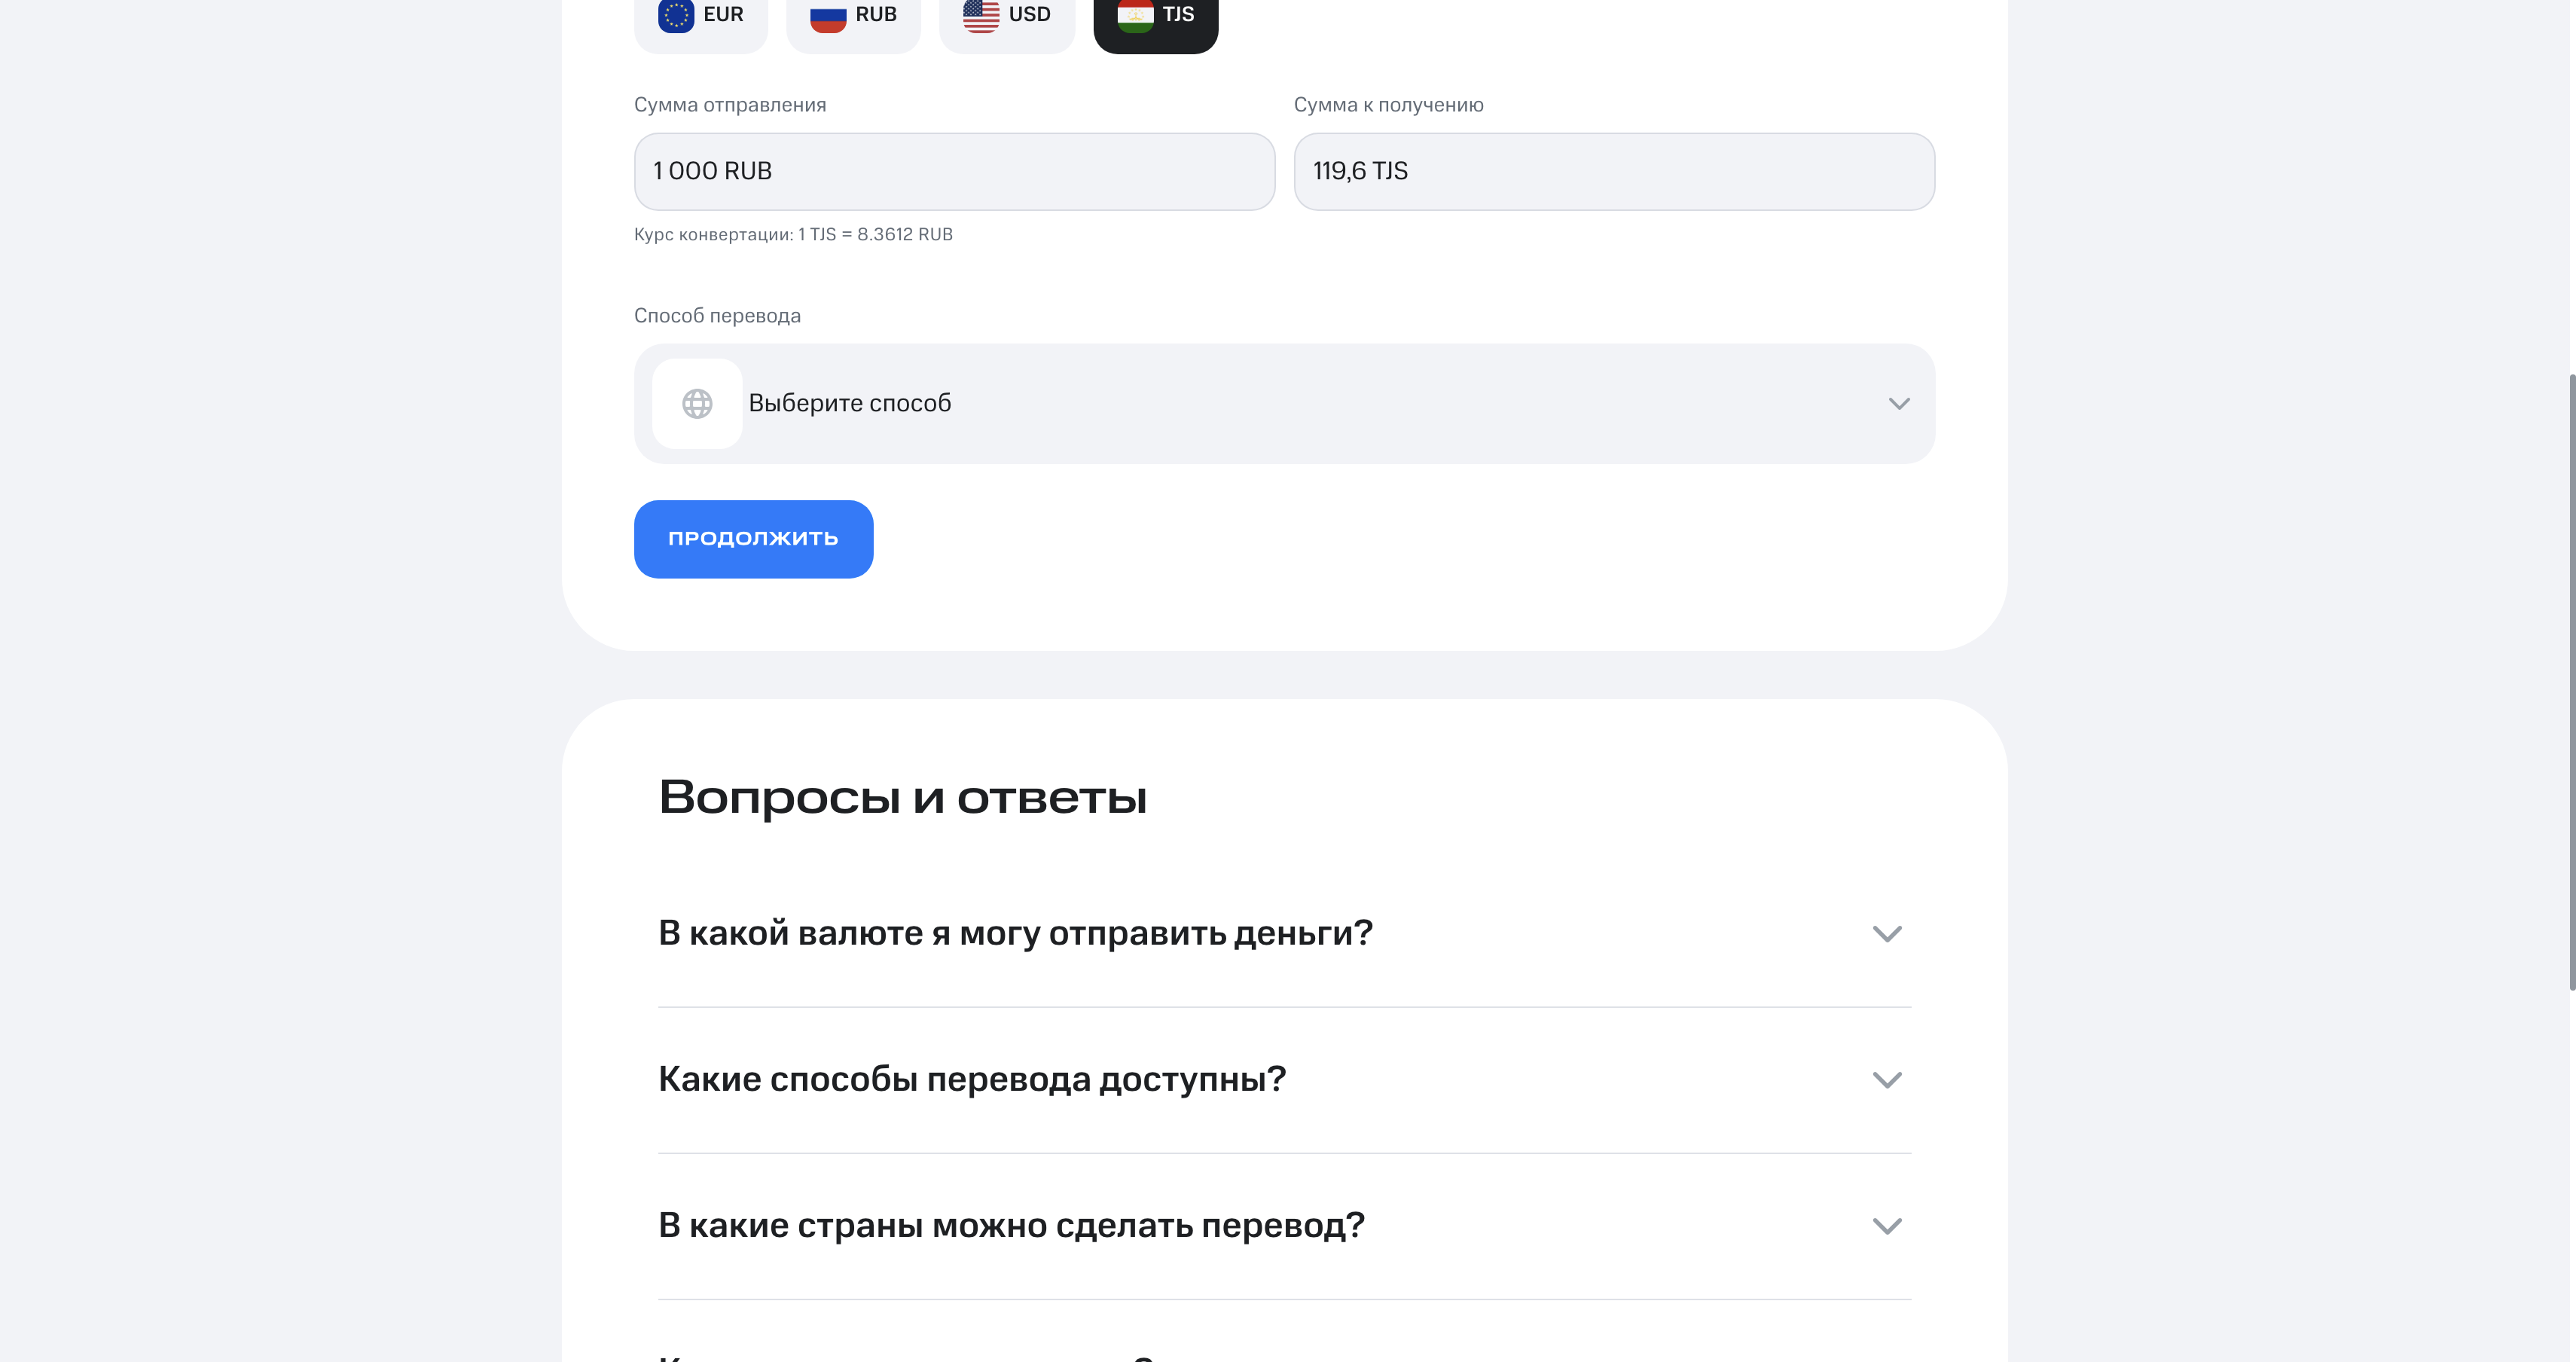 EUR RUB USD TJS
Сумма отправления
Сумма к получению
1 000 RUB
119,6 TJS
Курс конвертации: 1 TJS = 8.3612 RUB
Способ перевода
Выберите способ
ПРОДОЛЖИТЬ
Вопросы и ответы
В какой валюте я могу отправить деньги?
Какие способы перевода доступны?
В какие страны можно сделать перевод?